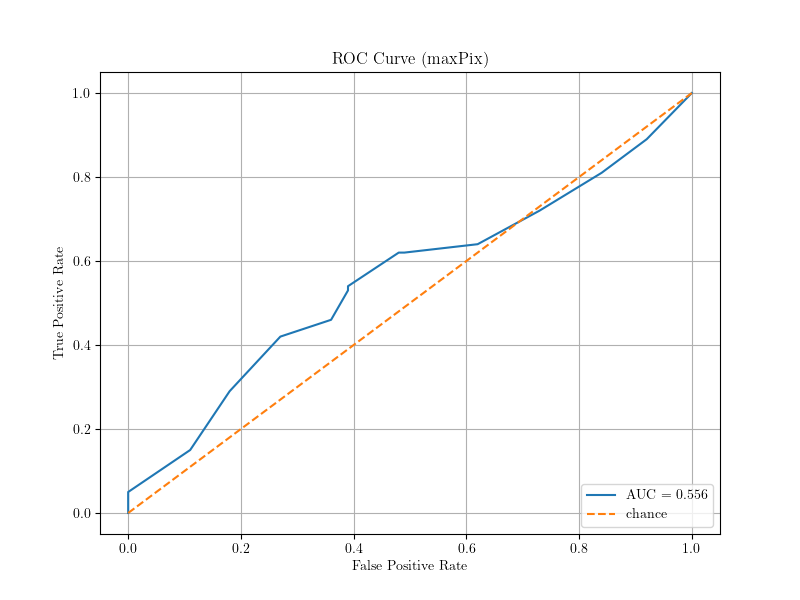 ROC Curve (maxPix)
True Positive Rate
1.0
0.8
0.6
0.4
0.2
0.0
AUC = 0.556
chance
0.0 0.2 0.4 0.6 0.8 1.0
False Positive Rate